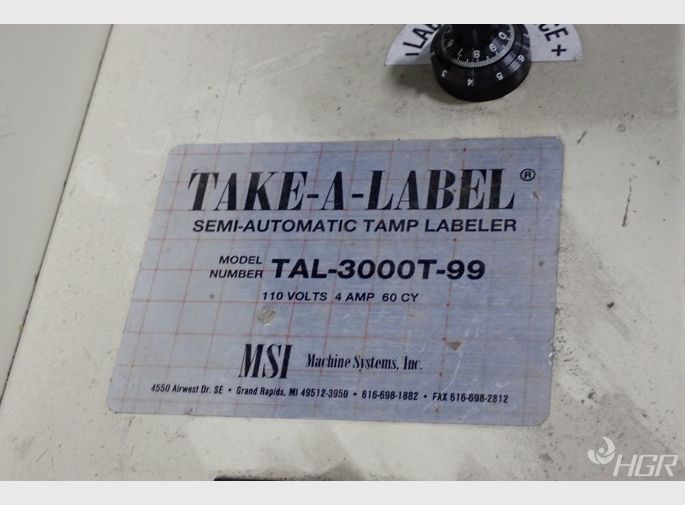 TAKE-A-LABEL®
SEMI-AUTOMATIC TAMP LABELER
MODEL NUMBER TAL-3000T-99
110 VOLTS 4 AMP 60 CY
MSI Machine Systems, Inc.
4550 Airwest Dr. SE • Grand Rapids, MI 49512-3950 • 616-698-1882 • FAX 616-698-2812
HGR